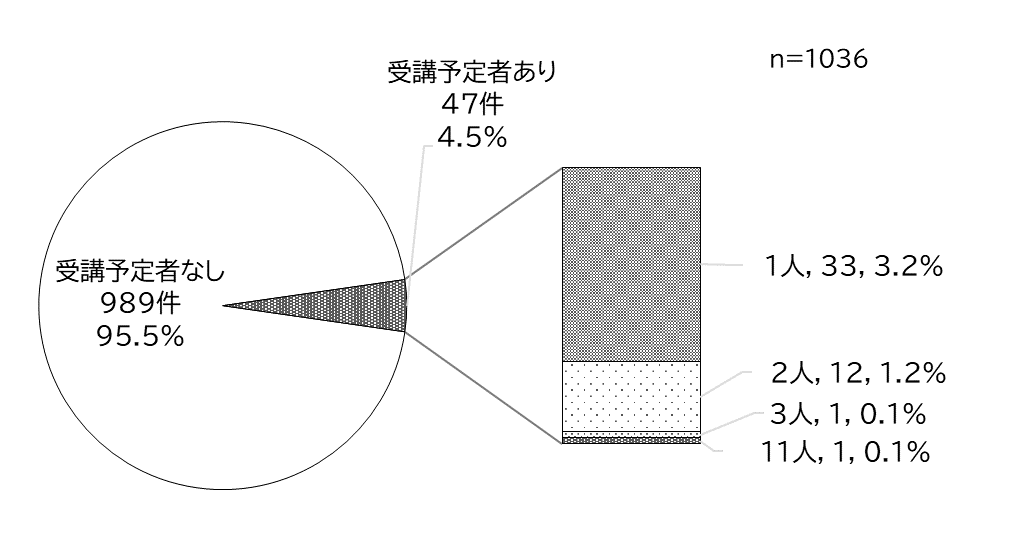 n=1036
受講予定者あり
47件
4.5%
受講予定者なし
989件
95.5%
1人, 33, 3.2%
2人, 12, 1.2%
3人, 1, 0.1%
11人, 1, 0.1%